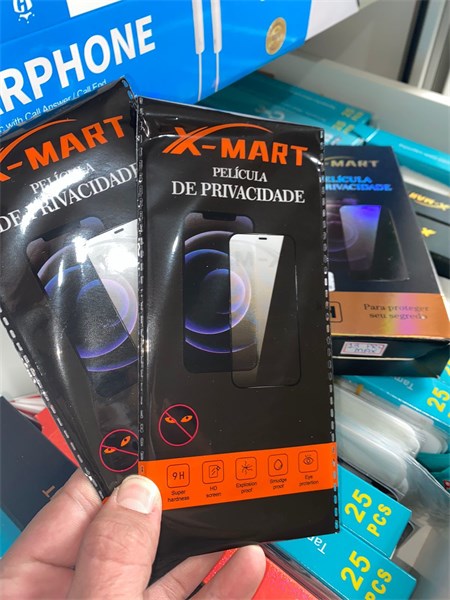 RPHONE
c with Call Answer / Call End
X-MART
PELÍCULA
DE PRIVACIDADE
X-MART
PELÍCULA
DE PRIVACIDADE
9H
Super
hardness
HD
screen
Explosion
proof
Smudge
proof
Eye
protection
MART
PELÍCULA
PRIVACIDADE
Para proteger
seu segredo
25
PCS
25
PCS
25